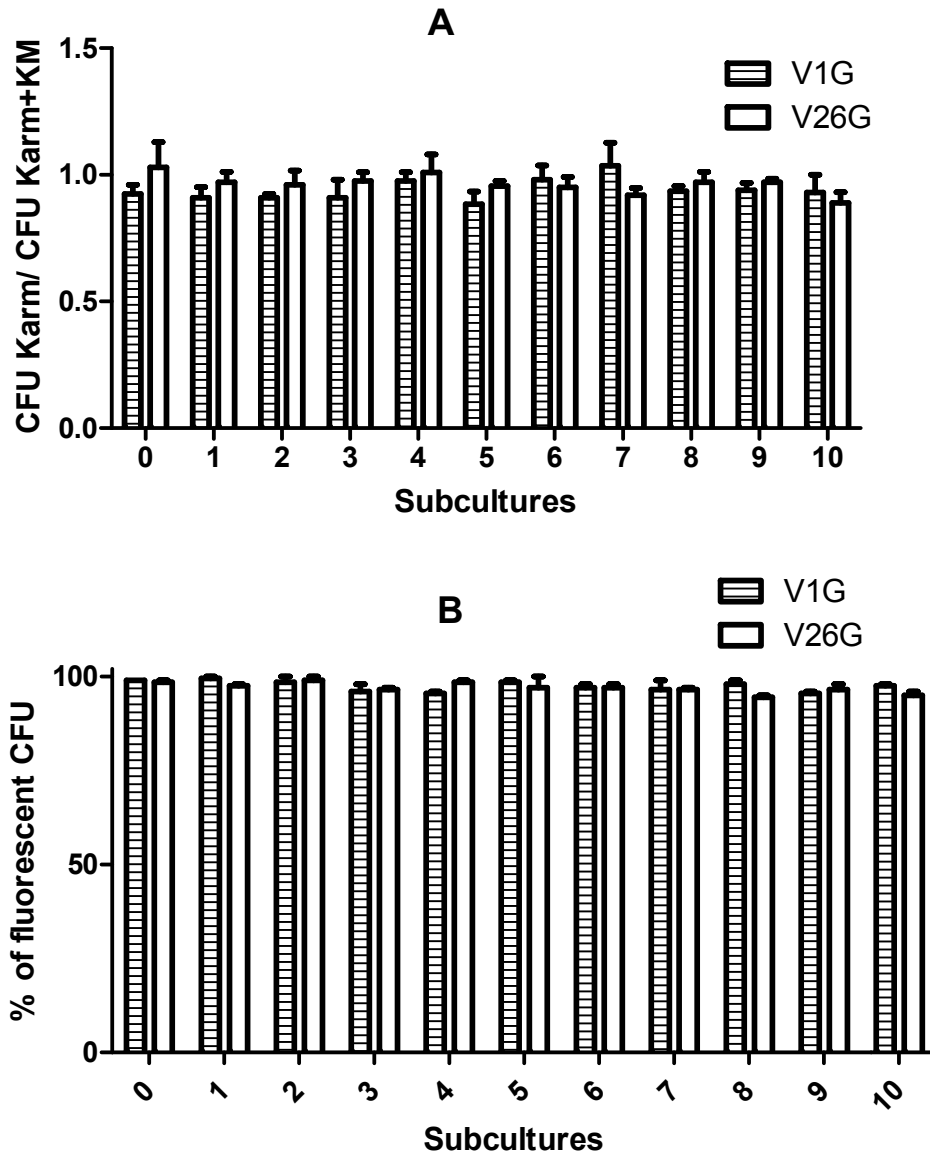 A
CFU Karm/ CFU Karm+KM
1.5
1.0
0.5
0.0
V1G
V26G
0 1 2 3 4 5 6 7 8 9 10
Subcultures
B
V1G
V26G
% of fluorescent CFU
100
50
0
0 1 2 3 4 5 6 7 8 9 10
Subcultures